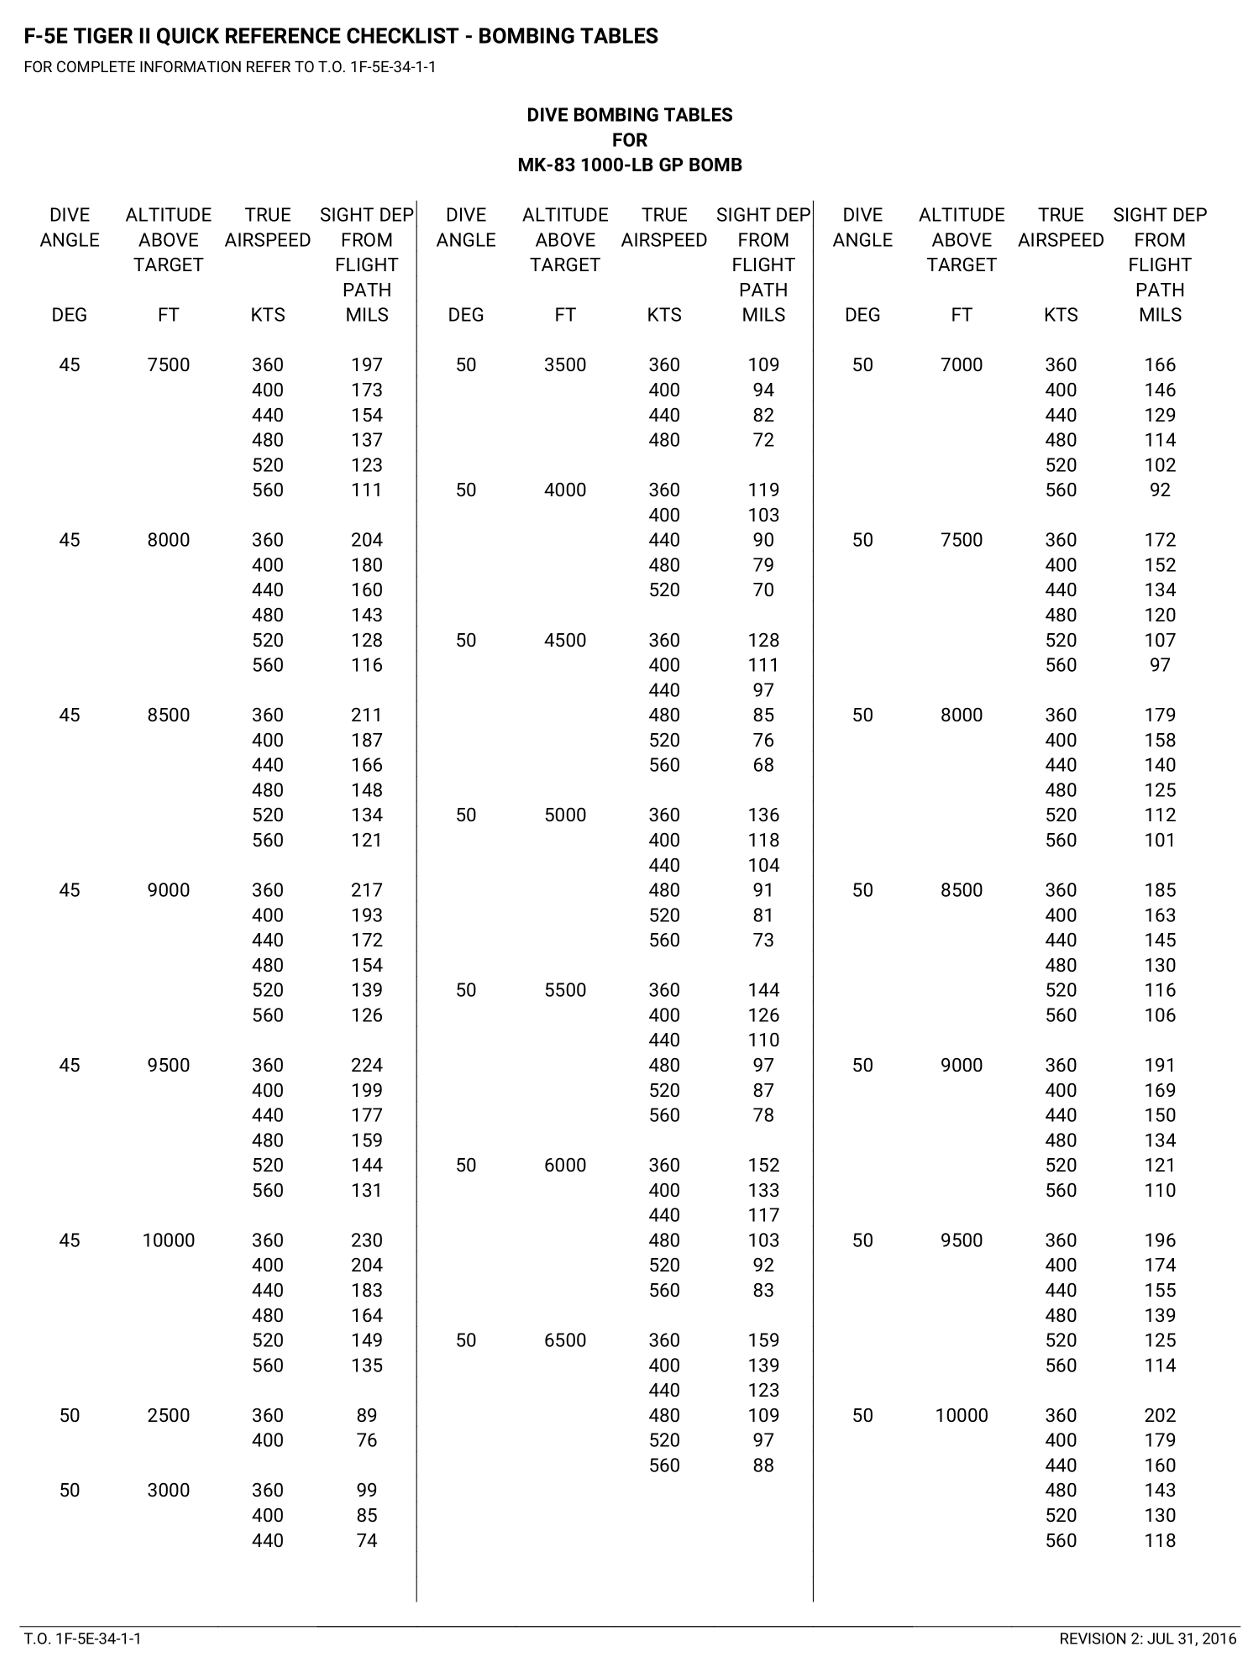 F-5E TIGER II QUICK REFERENCE CHECKLIST - BOMBING TABLES
FOR COMPLETE INFORMATION REFER TO T.O. 1F-5E-34-1-1
DIVE BOMBING TABLES
FOR
MK-83 1000-LB GP BOMB
DIVE ALTITUDE TRUE SIGHT DEP
ANGLE ABOVE AIRSPEED FROM
TARGET FLIGHT
PATH
DEG FT KTS MILS
45 7500 360 197
400 173
440 154
480 137
520 123
560 111
45 8000 360 204
400 180
440 160
480 143
520 128
560 116
45 8500 360 211
400 187
440 166
480 148
520 134
560 121
45 9000 360 217
400 193
440 172
480 154
520 139
560 126
45 9500 360 224
400 199
440 177
480 159
520 144
560 131
45 10000 360 230
400 204
440 183
480 164
520 149
560 135
50 2500 360 89
400 76
50 3000 360 99
400 85
440 74
DIVE ALTITUDE TRUE SIGHT DEP
ANGLE ABOVE AIRSPEED FROM
TARGET FLIGHT
PATH
DEG FT KTS MILS
50 3500 360 109
400 94
440 82
480 72
50 4000 360 119
400 103
440 90
480 79
520 70
50 4500 360 128
400 111
440 97
480 85
520 76
560 68
50 5000 360 136
400 118
440 104
480 91
520 81
560 73
50 5500 360 144
400 126
440 110
480 97
520 87
560 78
50 6000 360 152
400 133
440 117
480 103
520 92
560 83
50 6500 360 159
400 139
440 123
480 109
520 97
560 88
DIVE ALTITUDE TRUE SIGHT DEP
ANGLE ABOVE AIRSPEED FROM
TARGET FLIGHT
PATH
DEG FT KTS MILS
50 7000 360 166
400 146
440 129
480 114
520 102
560 92
50 7500 360 172
400 152
440 134
480 120
520 107
560 97
50 8000 360 179
400 158
440 140
480 125
520 112
560 101
50 8500 360 185
400 163
440 145
480 130
520 116
560 106
50 9000 360 191
400 169
440 150
480 134
520 121
560 110
50 9500 360 196
400 174
440 155
480 139
520 125
560 114
50 10000 360 202
400 179
440 160
480 143
520 130
560 118
T.O. 1F-5E-34-1-1
REVISION 2: JUL 31, 2016